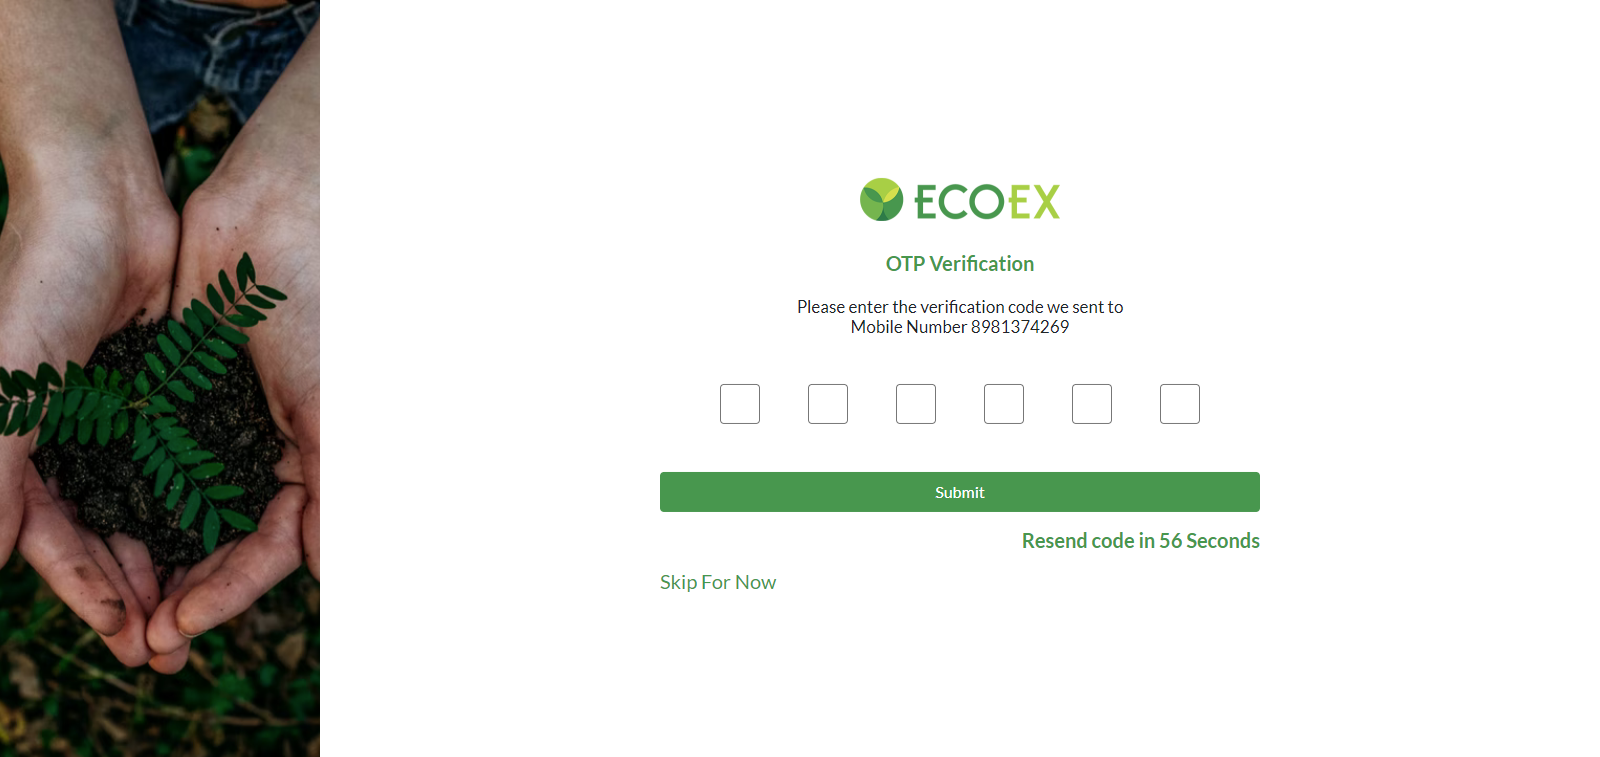 ECOEX
OTP Verification
Please enter the verification code we sent to
Mobile Number 8981374269
Submit
Resend code in 56 Seconds
Skip For Now